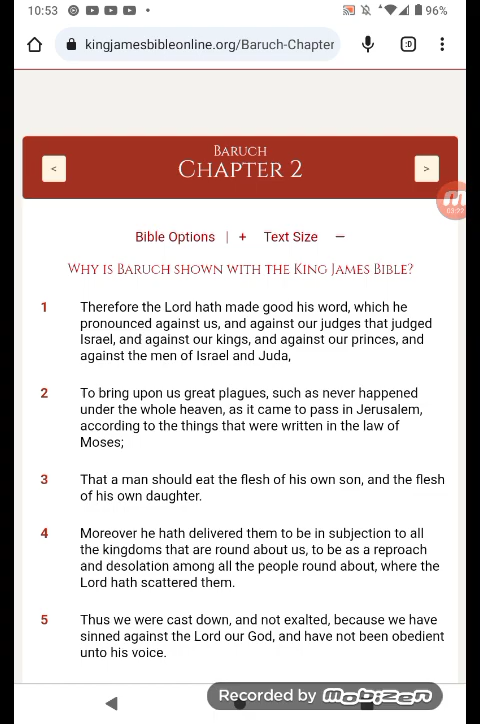 10:53
96%
kingjamesbibleonline.org/Baruch-Chapter
:D
Baruch
Chapter 2
<
>
Bible Options | + Text Size −
Why is Baruch shown with the King James Bible?
1 Therefore the Lord hath made good his word, which he
pronounced against us, and against our judges that judged
Israel, and against our kings, and against our princes, and
against the men of Israel and Juda,
2 To bring upon us great plagues, such as never happened
under the whole heaven, as it came to pass in Jerusalem,
according to the things that were written in the law of
Moses;
3 That a man should eat the flesh of his own son, and the flesh
of his own daughter.
4 Moreover he hath delivered them to be in subjection to all
the kingdoms that are round about us, to be as a reproach
and desolation among all the people round about, where the
Lord hath scattered them.
5 Thus we were cast down, and not exalted, because we have
sinned against the Lord our God, and have not been obedient
unto his voice.
Recorded by mobizen